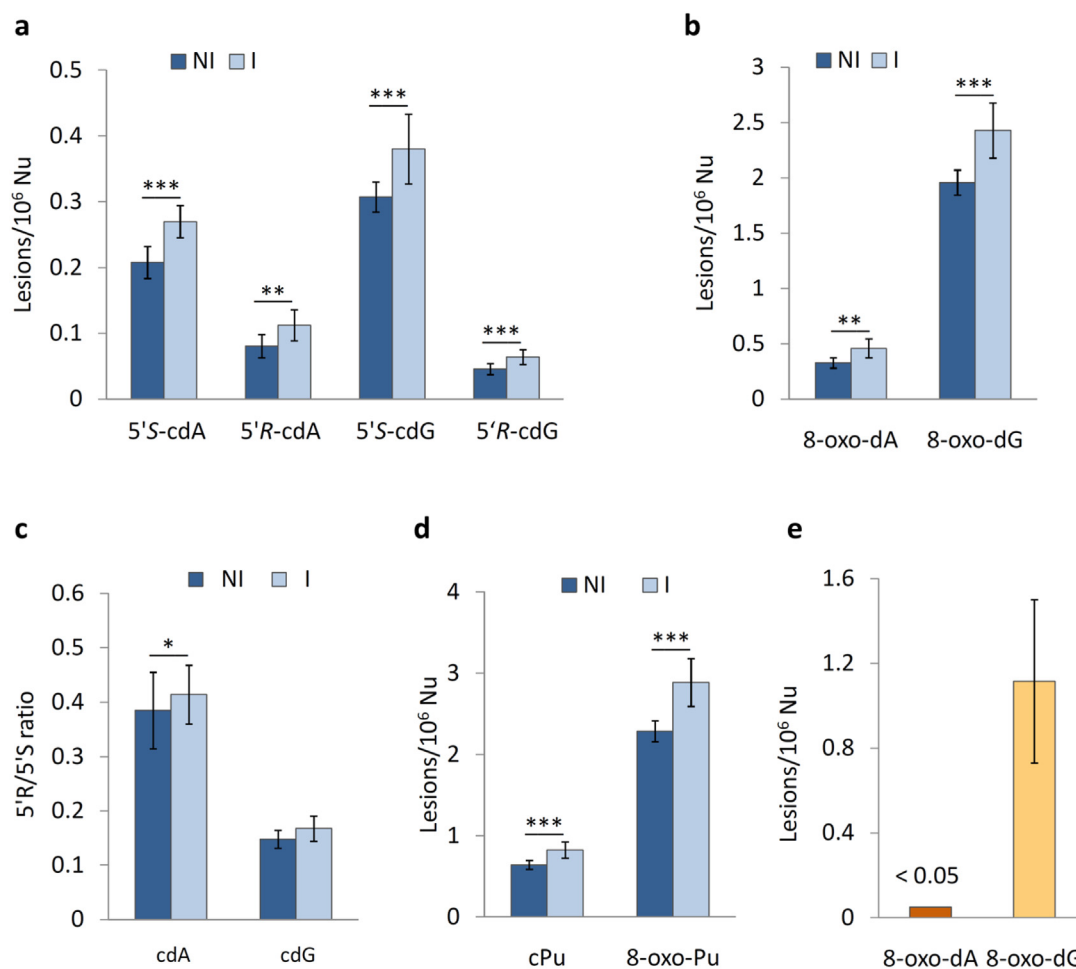 a
NI I
0.5
0.4
0.3
0.2
0.1
0
Lesions/10⁶ Nu
***
**
***
***
5'S-cdA 5'R-cdA 5'S-cdG 5‘R-cdG
b
NI I
3
2.5
2
1.5
1
0.5
0
Lesions/10⁶ Nu
**
***
8-oxo-dA 8-oxo-dG
c
NI I
0.6
0.5
0.4
0.3
0.2
0.1
0
5'R/5'S ratio
*
cdA cdG
d
NI I
4
3
2
1
0
Lesions/10⁶ Nu
***
***
cPu 8-oxo-Pu
e
1.6
1.2
0.8
0.4
0
Lesions/10⁶ Nu
< 0.05
8-oxo-dA 8-oxo-dG